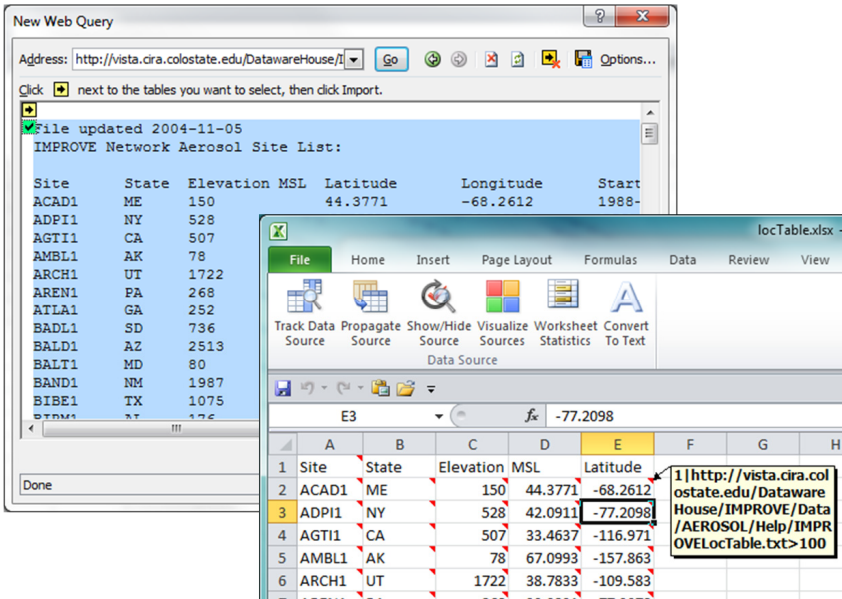 New Web Query
Address: http://vista.cira.colostate.edu/DatawareHouse/I Go Options...
Click next to the tables you want to select, then click Import.
File updated 2004-11-05
IMPROVE Network Aerosol Site List:
Site State Elevation MSL Latitude Longitude Start
ACAD1 ME 150 44.3771 -68.2612 1988-
ADPI1 NY 528
AGTI1 CA 507
AMBL1 AK 78
ARCH1 UT 1722
AREN1 PA 268
ATLA1 GA 252
BADL1 SD 736
BALD1 AZ 2513
BALT1 MD 80
BAND1 NM 1987
BIBE1 TX 1075
Done
locTable.xlsx -
File Home Insert Page Layout Formulas Data Review View
Track Data Source
Propagate Source
Show/Hide Source
Visualize Sources
Worksheet Statistics
Convert To Text
Data Source
E3 fx -77.2098
A B C D E F G H
1 Site State Elevation MSL Latitude
2 ACAD1 ME 150 44.3771 -68.2612
3 ADPI1 NY 528 42.0911 -77.2098
4 AGTI1 CA 507 33.4637 -116.971
5 AMBL1 AK 78 67.0993 -157.863
6 ARCH1 UT 1722 38.7833 -109.583
1|http://vista.cira.col
ostate.edu/Dataware
House/IMPROVE/Data
/AEROSOL/Help/IMPR
OVELocTable.txt>100